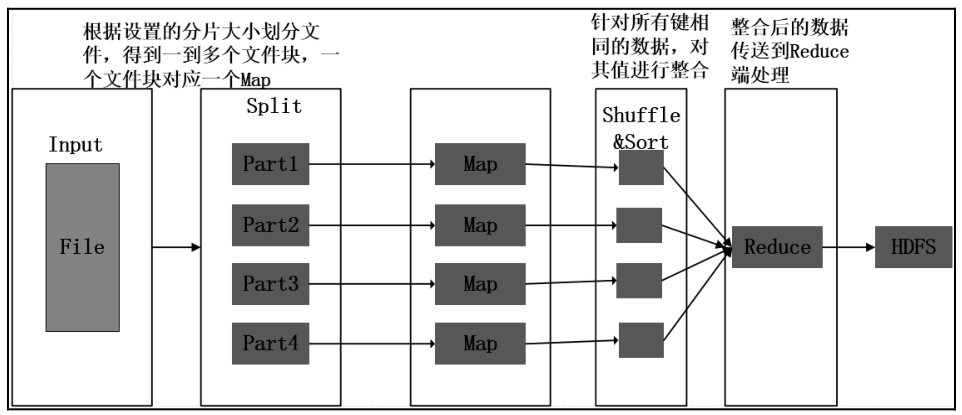 根据设置的分片大小划分文
件，得到一到多个文件块，一
个文件块对应一个Map
针对所有键相
同的数据，对
其值进行整合
整合后的数据
传送到Reduce
端处理
Input
File
Split
Part1
Part2
Part3
Part4
Map
Map
Map
Map
Shuffle
&Sort
Reduce
HDFS